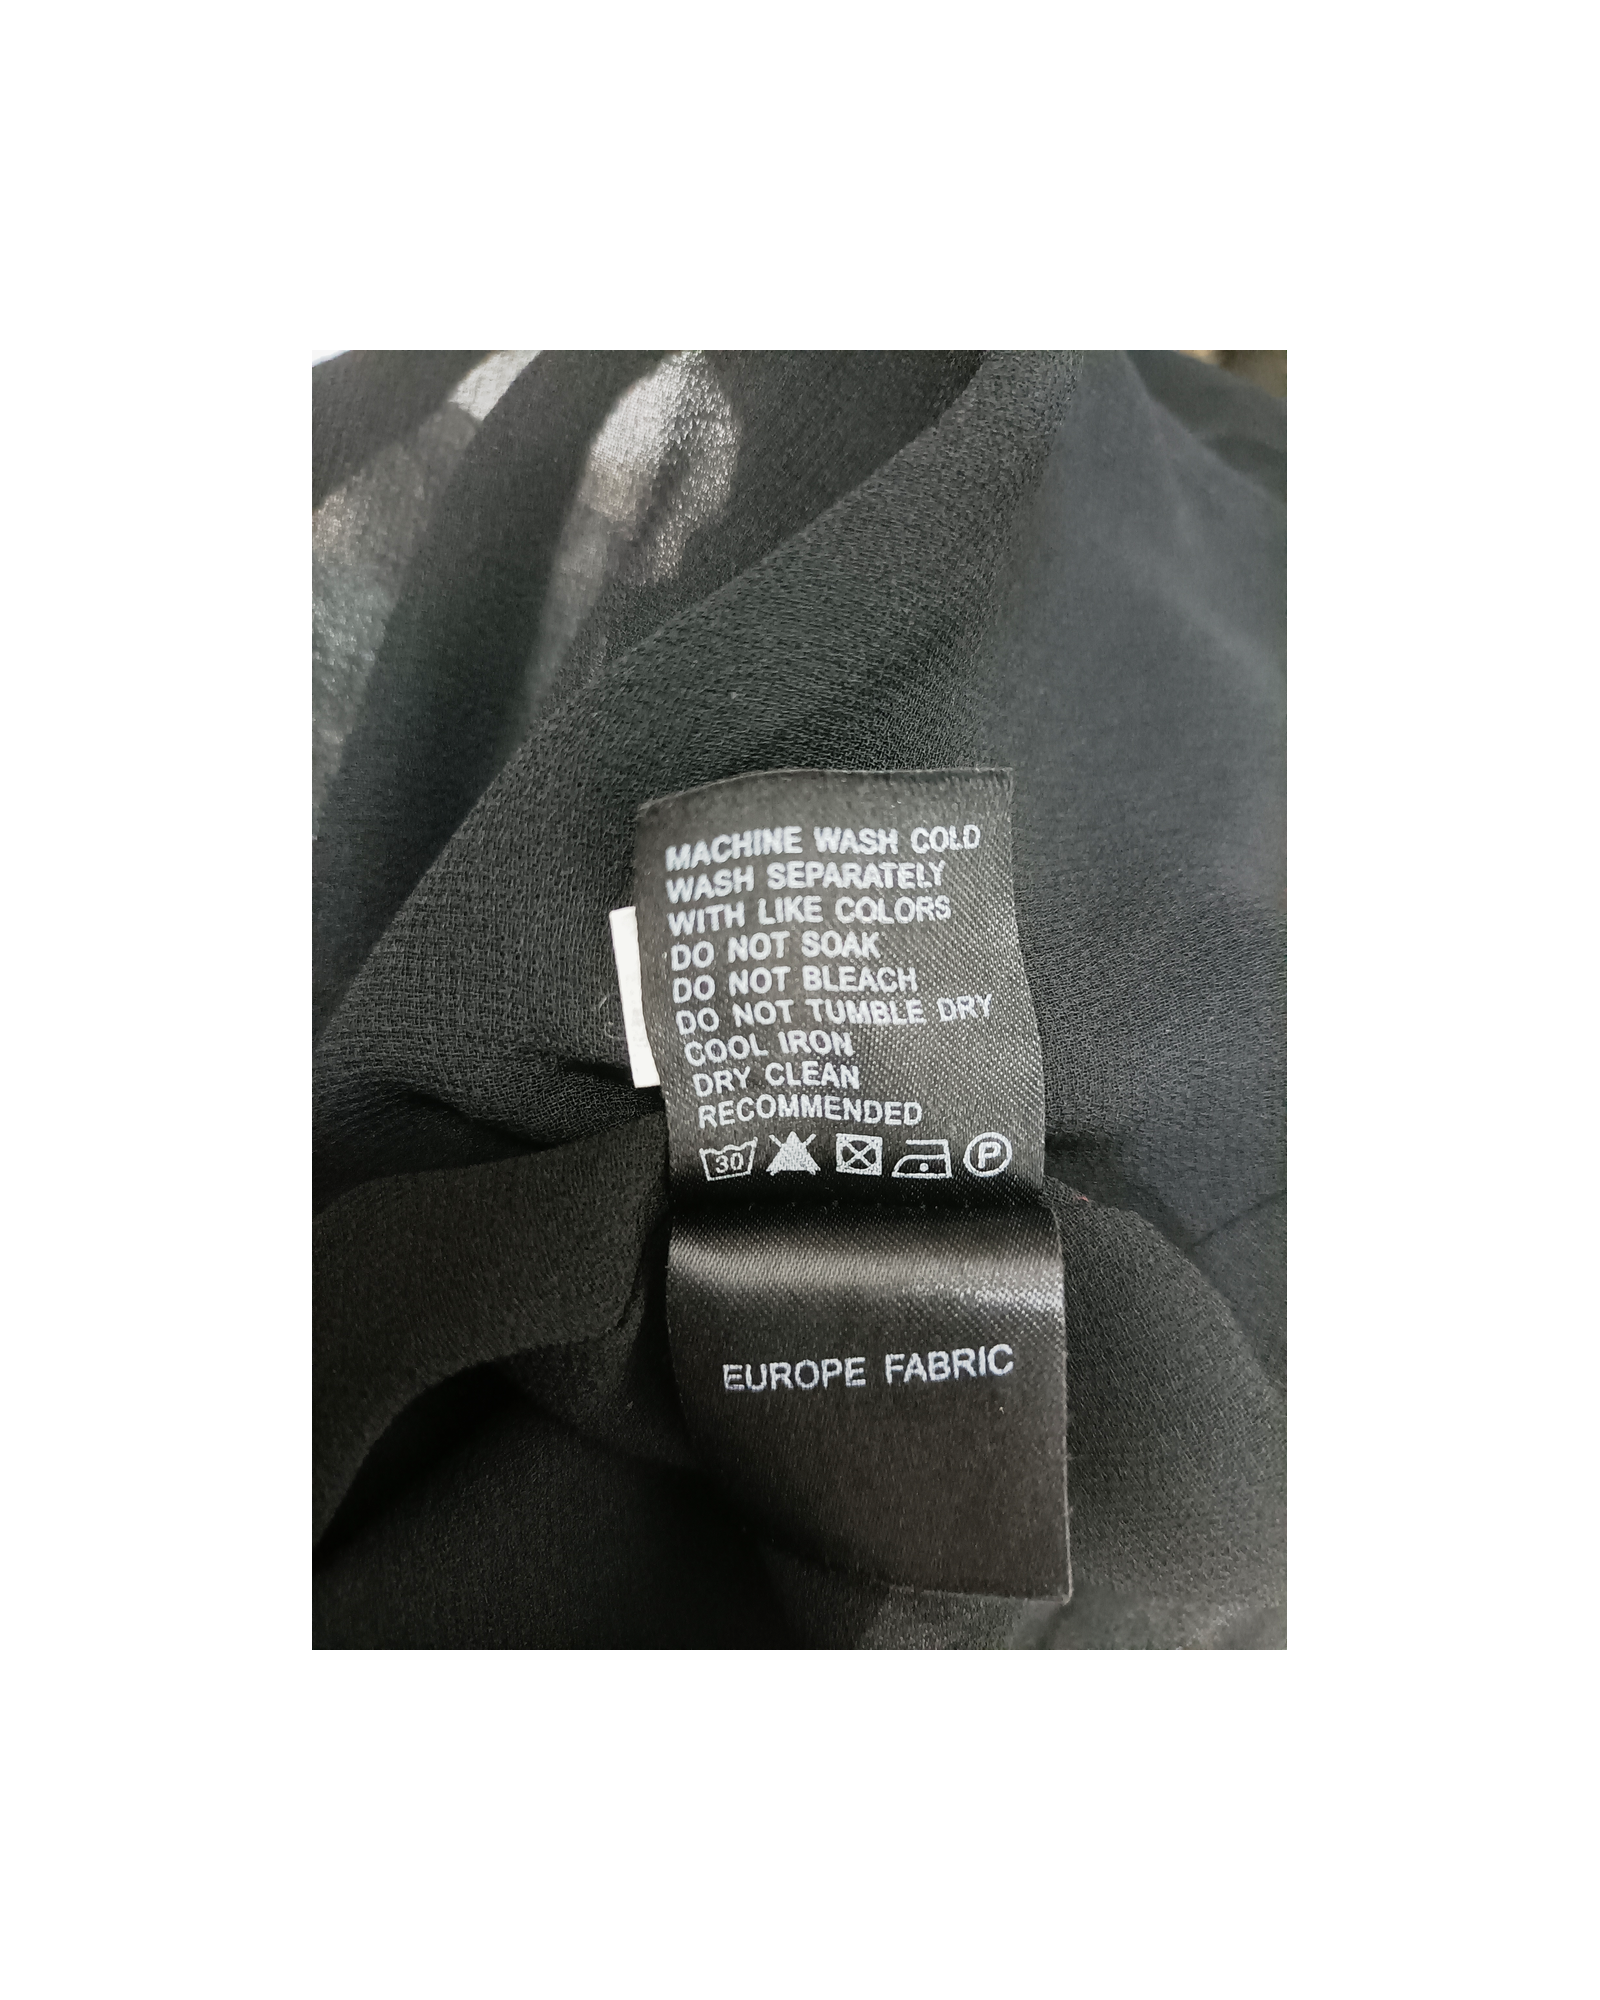 MACHINE WASH COLD
WASH SEPARATELY
WITH LIKE COLORS
DO NOT SOAK
DO NOT BLEACH
DO NOT TUMBLE DRY
COOL IRON
DRY CLEAN
RECOMMENDED
30 P
EUROPE FABRIC